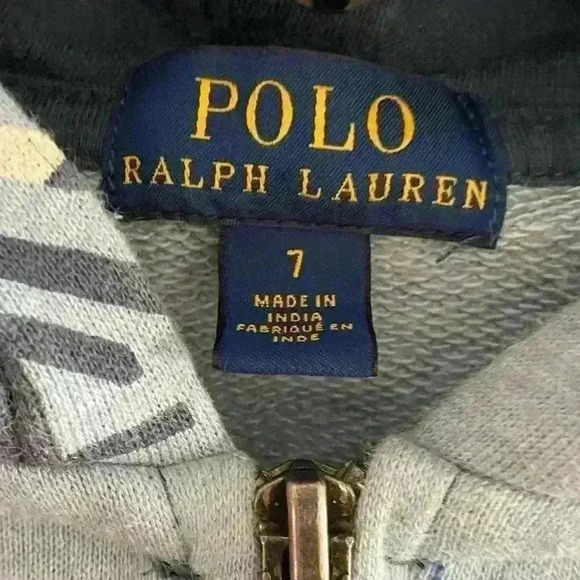 POLO
RALPH LAUREN
7
MADE IN
INDIA
FABRIQUÉ EN
INDE